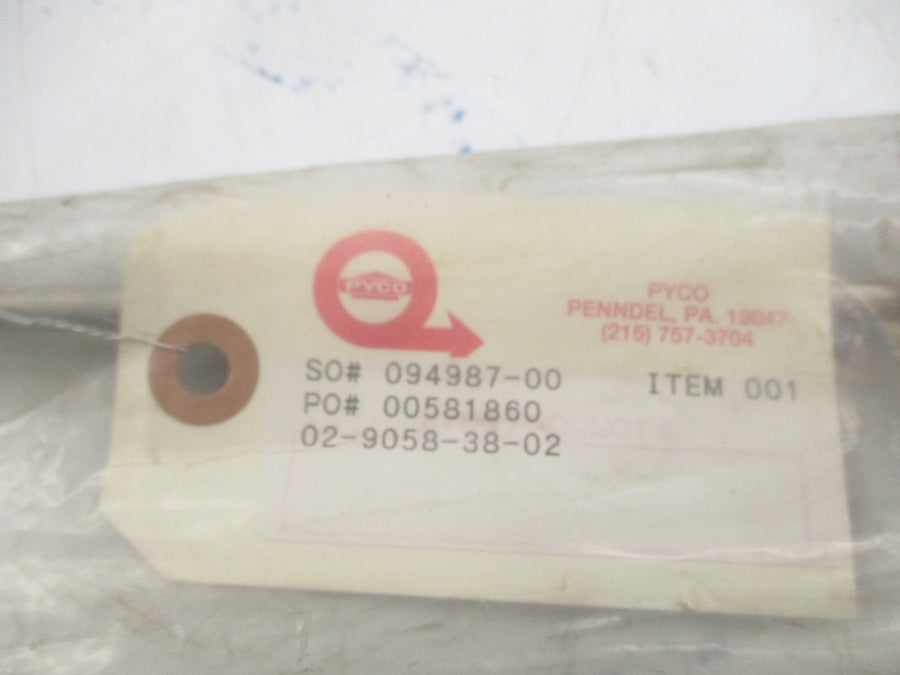 PYCO
PYCO
PENNDEL, PA. 19047
(215) 757-3704
SO# 094987-00 ITEM 001
PO# 00581860
02-9058-38-02